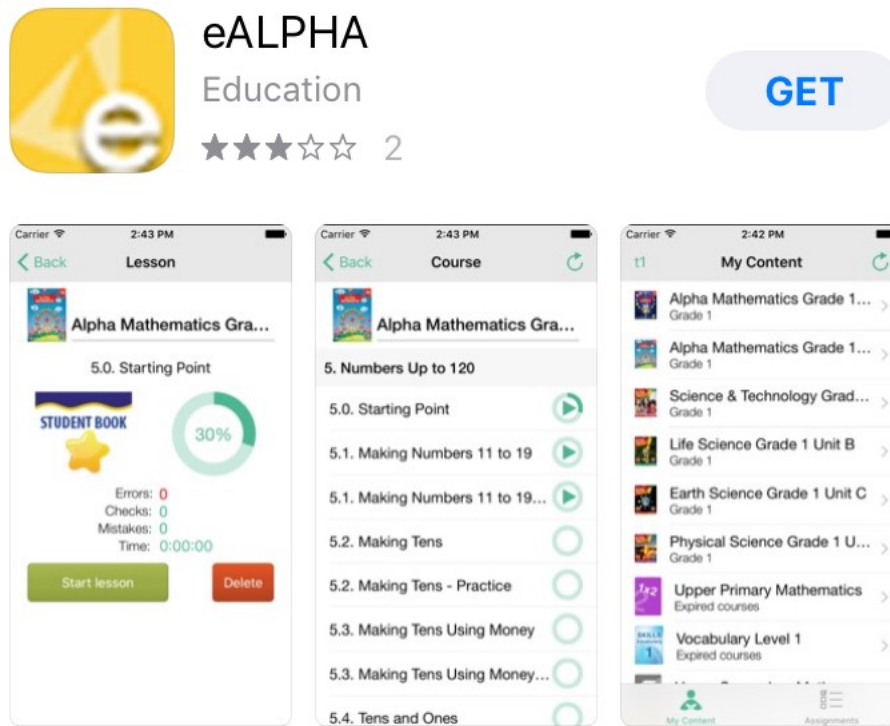 eALPHA
Education
2
GET
Carrier 2:43 PM
Back Lesson
Alpha Mathematics Gra...
5.0. Starting Point
STUDENT BOOK
30%
Errors: 0
Checks: 0
Mistakes: 0
Time: 0:00:00
Start lesson Delete
Carrier 2:43 PM
Back Course
Alpha Mathematics Gra...
5. Numbers Up to 120
5.0. Starting Point
5.1. Making Numbers 11 to 19
5.1. Making Numbers 11 to 19...
5.2. Making Tens
5.2. Making Tens - Practice
5.3. Making Tens Using Money
5.3. Making Tens Using Money...
5.4. Tens and Ones
Carrier 2:42 PM
t1 My Content
Alpha Mathematics Grade 1...
Grade 1
Alpha Mathematics Grade 1...
Grade 1
Science & Technology Grad...
Grade 1
Life Science Grade 1 Unit B
Grade 1
Earth Science Grade 1 Unit C
Grade 1
Physical Science Grade 1 U...
Grade 1
Upper Primary Mathematics
Expired courses
Vocabulary Level 1
Expired courses
My Content Assignments